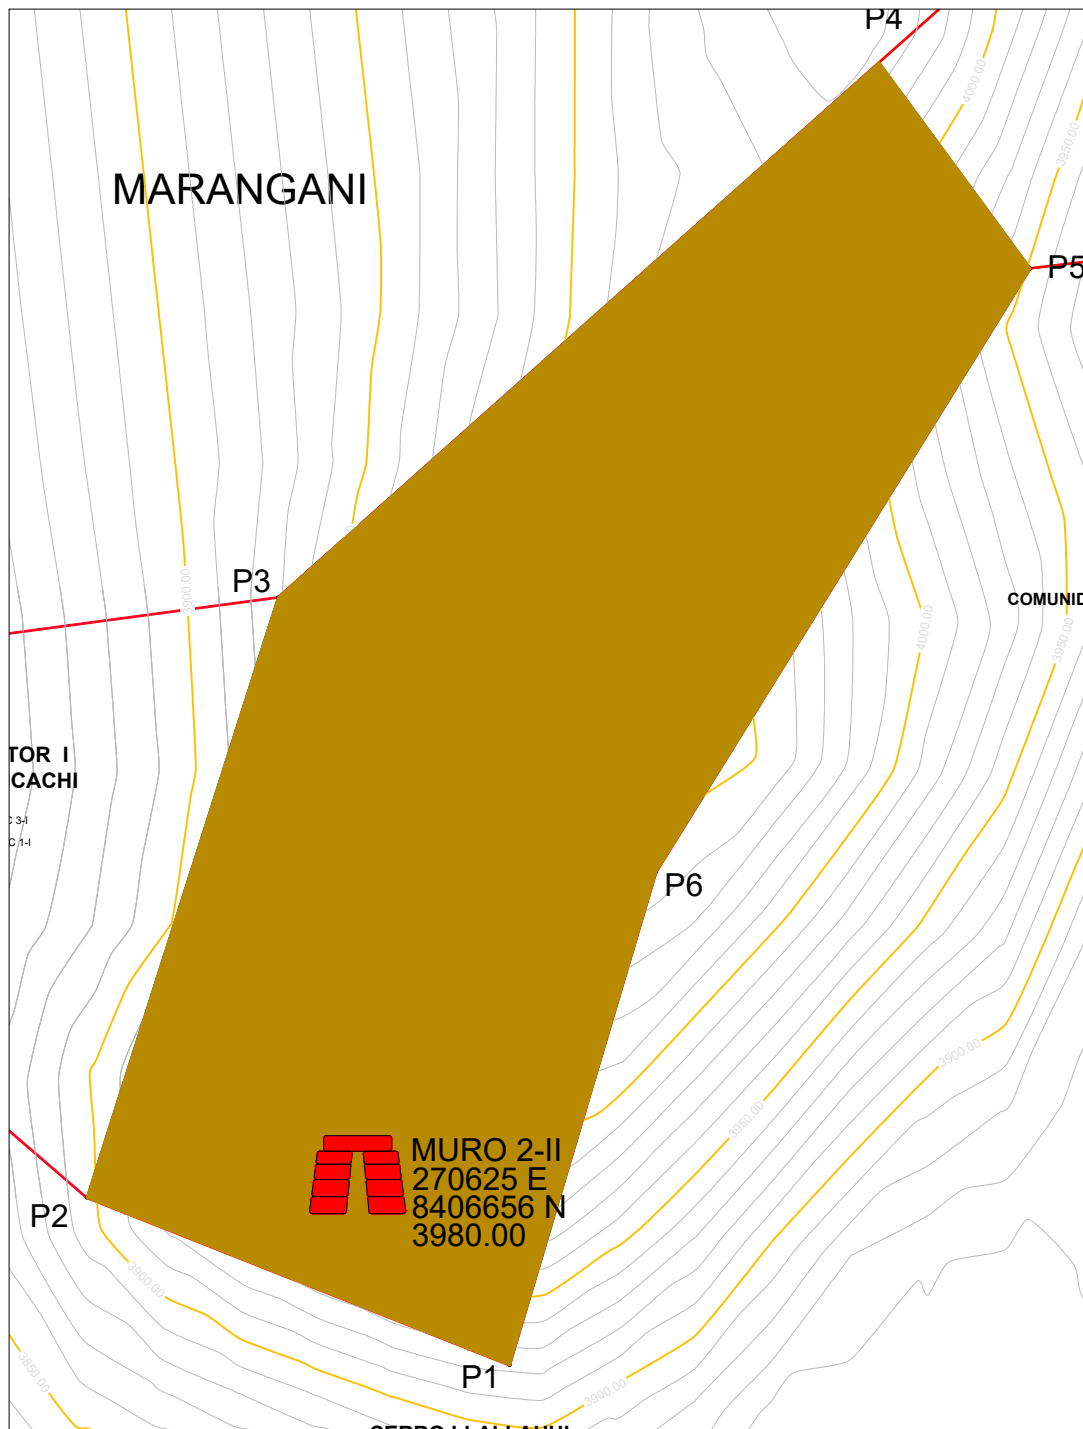 P4
4000.00
3950.00
MARANGANI
P5
P3
3900.00
COMUNID
4000.00
3950.00
TOR I
CACHI
C 3-I
C 1-I
P6
3900.00
3950.00
MURO 2-II
270625 E
8406656 N
3980.00
P2
3900.00
3850.00
P1
3900.00
CERRO LLALLAHUI